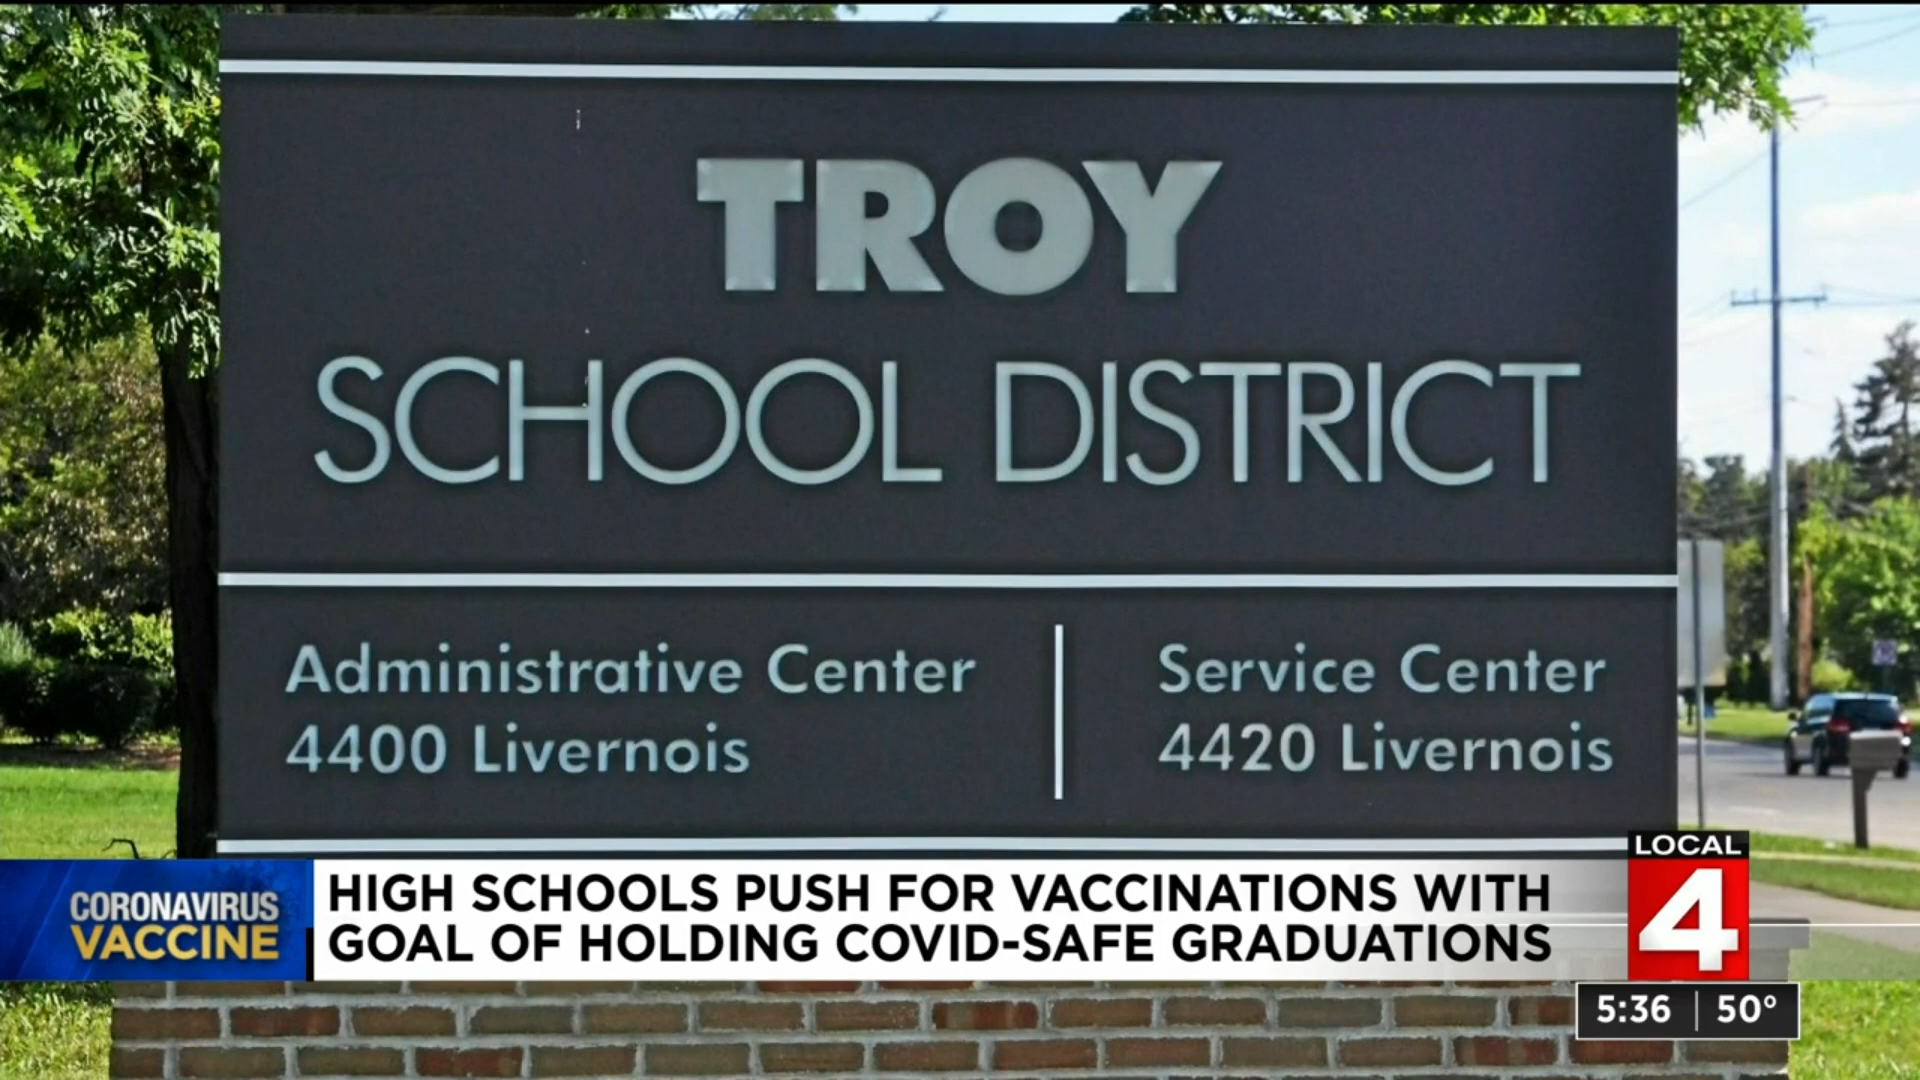 TROY
SCHOOL DISTRICT
Administrative Center
4400 Livernois
Service Center
4420 Livernois
CORONAVIRUS
VACCINE
HIGH SCHOOLS PUSH FOR VACCINATIONS WITH
GOAL OF HOLDING COVID-SAFE GRADUATIONS
LOCAL
4
5:36 | 50°